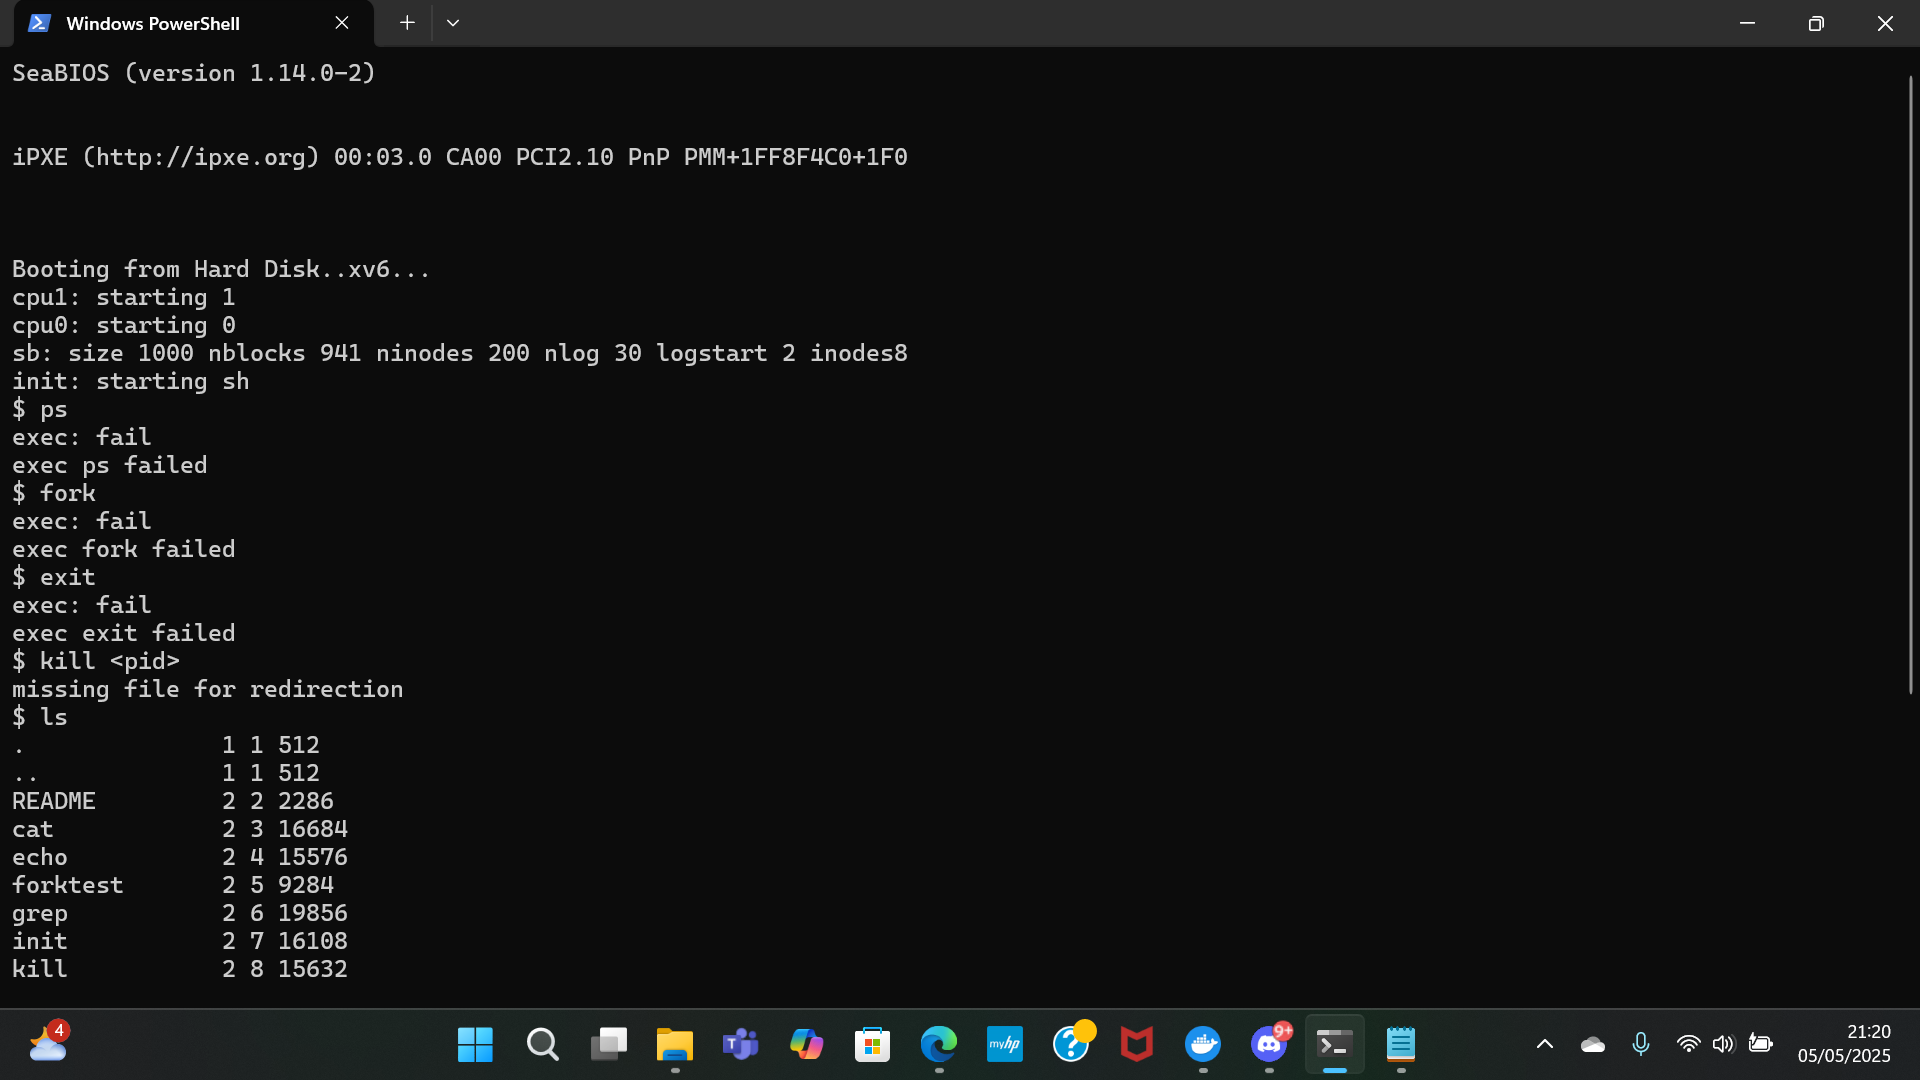 Windows PowerShell
SeaBIOS (version 1.14.0-2)
iPXE (http://ipxe.org) 00:03.0 CA00 PCI2.10 PnP PMM+1FF8F4C0+1F0
Booting from Hard Disk..xv6...
cpu1: starting 1
cpu0: starting 0
sb: size 1000 nblocks 941 ninodes 200 nlog 30 logstart 2 inodes8
init: starting sh
$ ps
exec: fail
exec ps failed
$ fork
exec: fail
exec fork failed
$ exit
exec: fail
exec exit failed
$ kill <pid>
missing file for redirection
$ ls
. 1 1 512
.. 1 1 512
README 2 2 2286
cat 2 3 16684
echo 2 4 15576
forktest 2 5 9284
grep 2 6 19856
init 2 7 16108
kill 2 8 15632
4
T
myhp
?
9+
21:20
05/05/2025